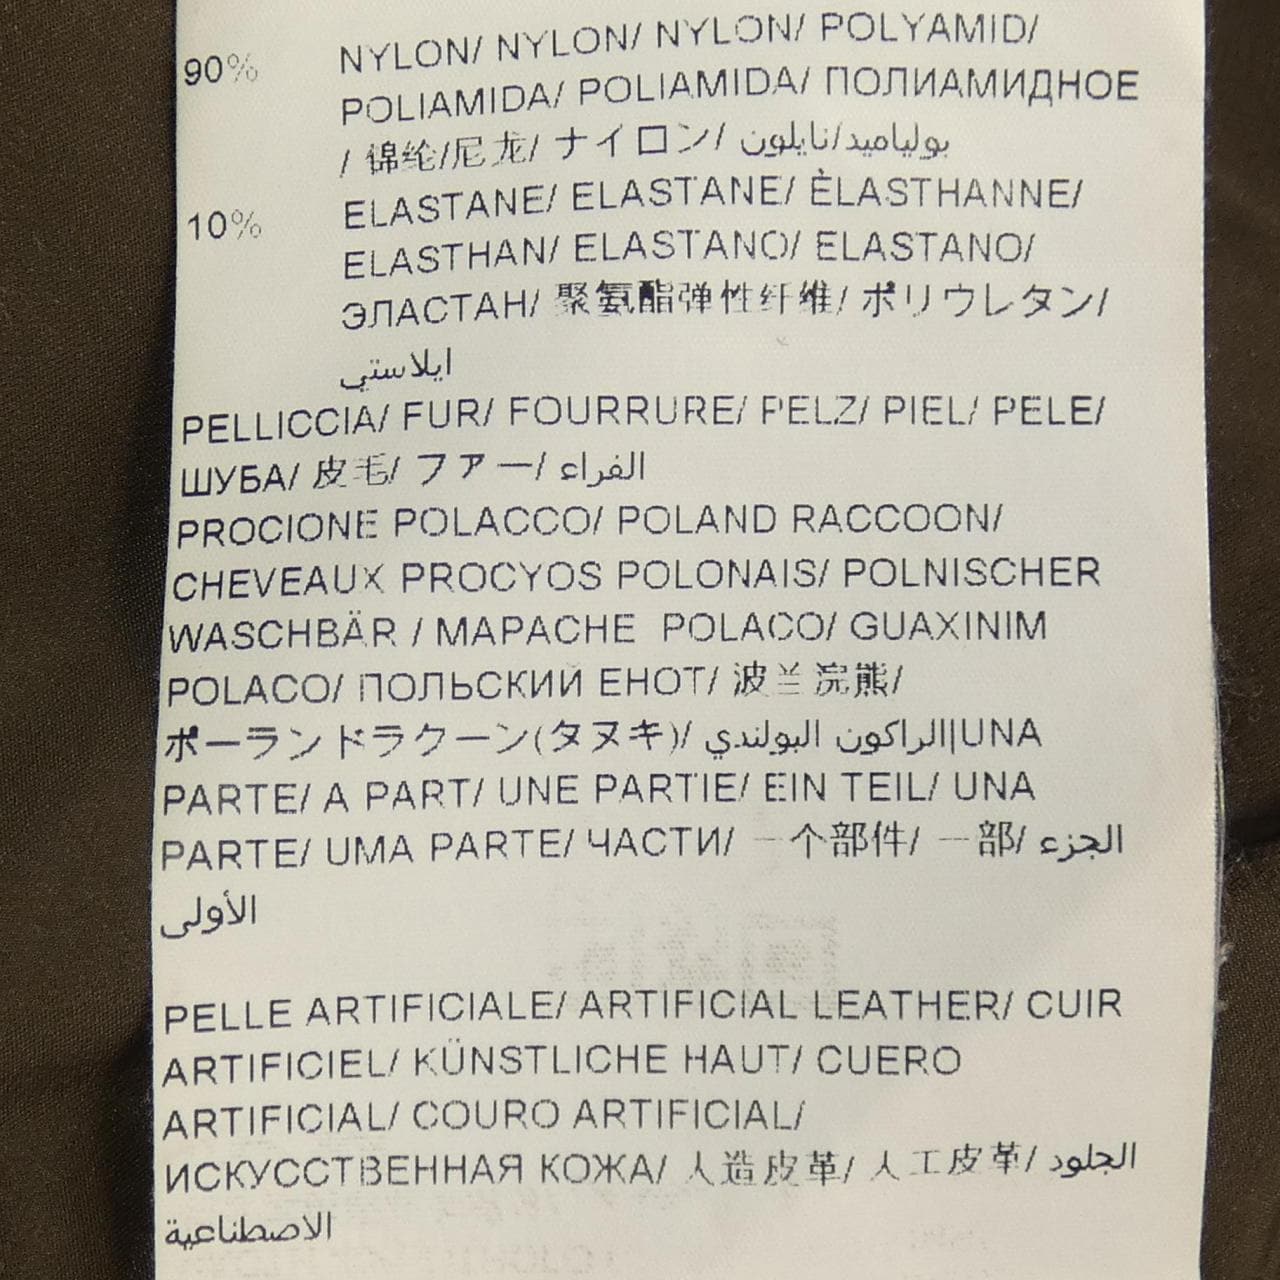 90% NYLON/ NYLON/ NYLON/ POLYAMID/
POLIAMIDA/ POLIAMIDA/ ПОЛИАМИДНОЕ
/ 锦纶/尼龙/ ナイロン/ بولياميد/نايلون
10% ELASTANE/ ELASTANE/ ÈLASTHANNE/
ELASTHAN/ ELASTANO/ ELASTANO/
ЭЛАСТАН/ 聚氨酯弹性纤维/ ポリウレタン/
ايلاستي
PELLICCIA/ FUR/ FOURRURE/ PELZ/ PIEL/ PELE/
ШУБА/ 皮毛/ ファー/ الفراء
PROCIONE POLACCO/ POLAND RACCOON/
CHEVEAUX PROCYOS POLONAIS/ POLNISCHER
WASCHBÄR / MAPACHE POLACO/ GUAXINIM
POLACO/ ПОЛЬСКИЙ ЕНОТ/ 波兰浣熊/
ポーランドラクーン(タヌキ)/ الراكون البولندي|UNA
PARTE/ A PART/ UNE PARTIE/ EIN TEIL/ UNA
PARTE/ UMA PARTE/ ЧАСТИ/ 一个部件/ 一部/ الجزء
الأولى
PELLE ARTIFICIALE/ ARTIFICIAL LEATHER/ CUIR
ARTIFICIEL/ KÜNSTLICHE HAUT/ CUERO
ARTIFICIAL/ COURO ARTIFICIAL/
ИСКУССТВЕННАЯ КОЖА/ 人造皮革/ 人工皮革/ الجلود
الاصطناعية